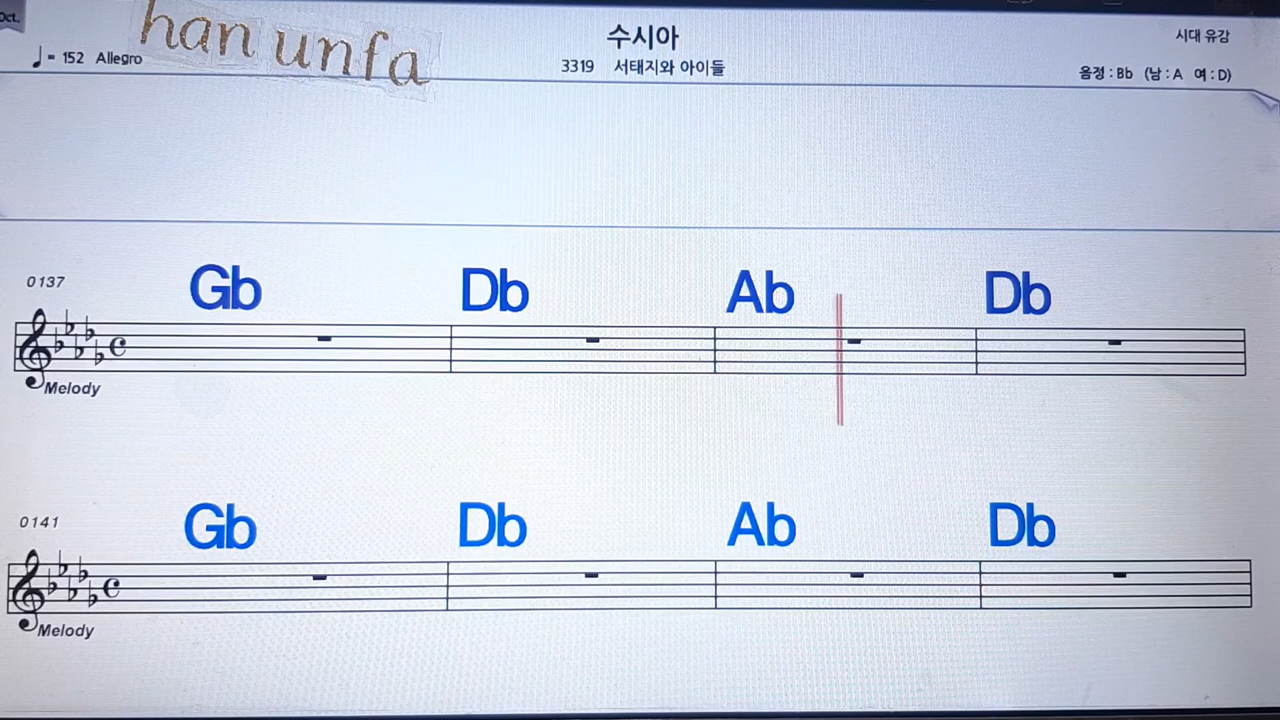 Oct.
han unfa
수시아
시대 유감
♩= 152 Allegro
3319 서태지와 아이들
음정 : Bb (남 : A 여 : D)
0137
Gb Db Ab Db
Melody
0141
Gb Db Ab Db
Melody